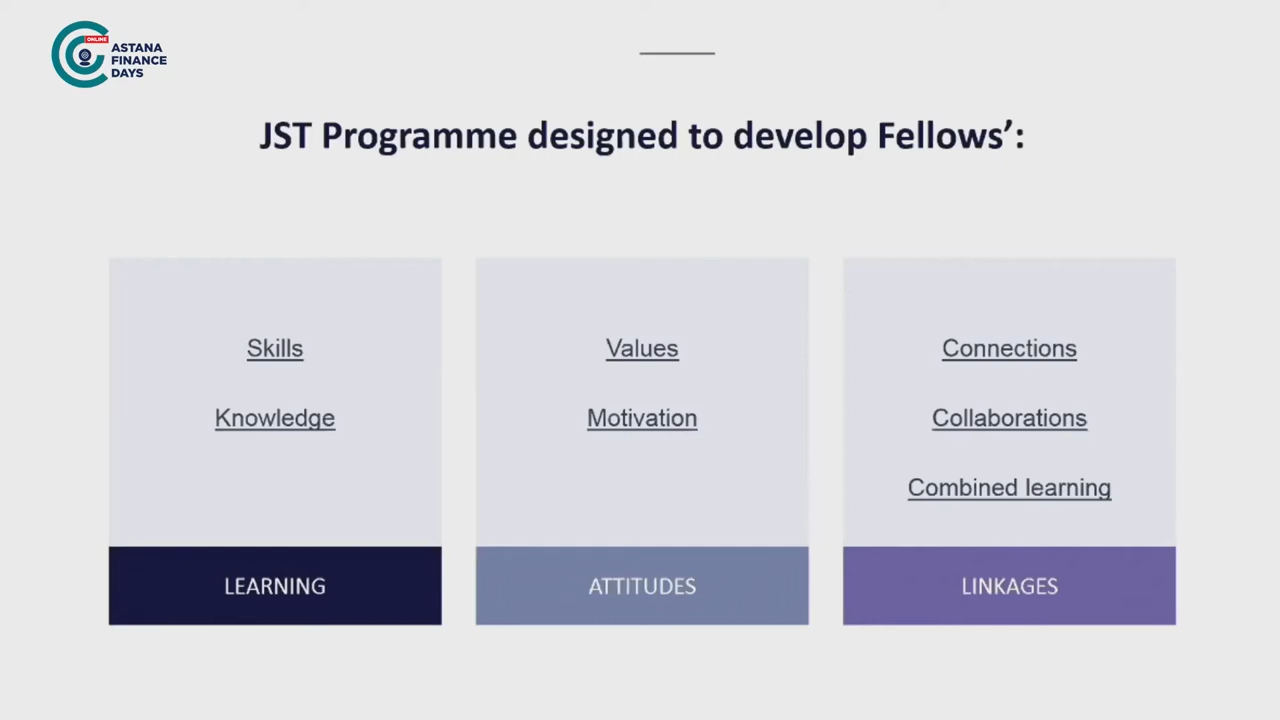 ONLINE
ASTANA
FINANCE
DAYS
JST Programme designed to develop Fellows’:
Skills
Knowledge
LEARNING
Values
Motivation
ATTITUDES
Connections
Collaborations
Combined learning
LINKAGES